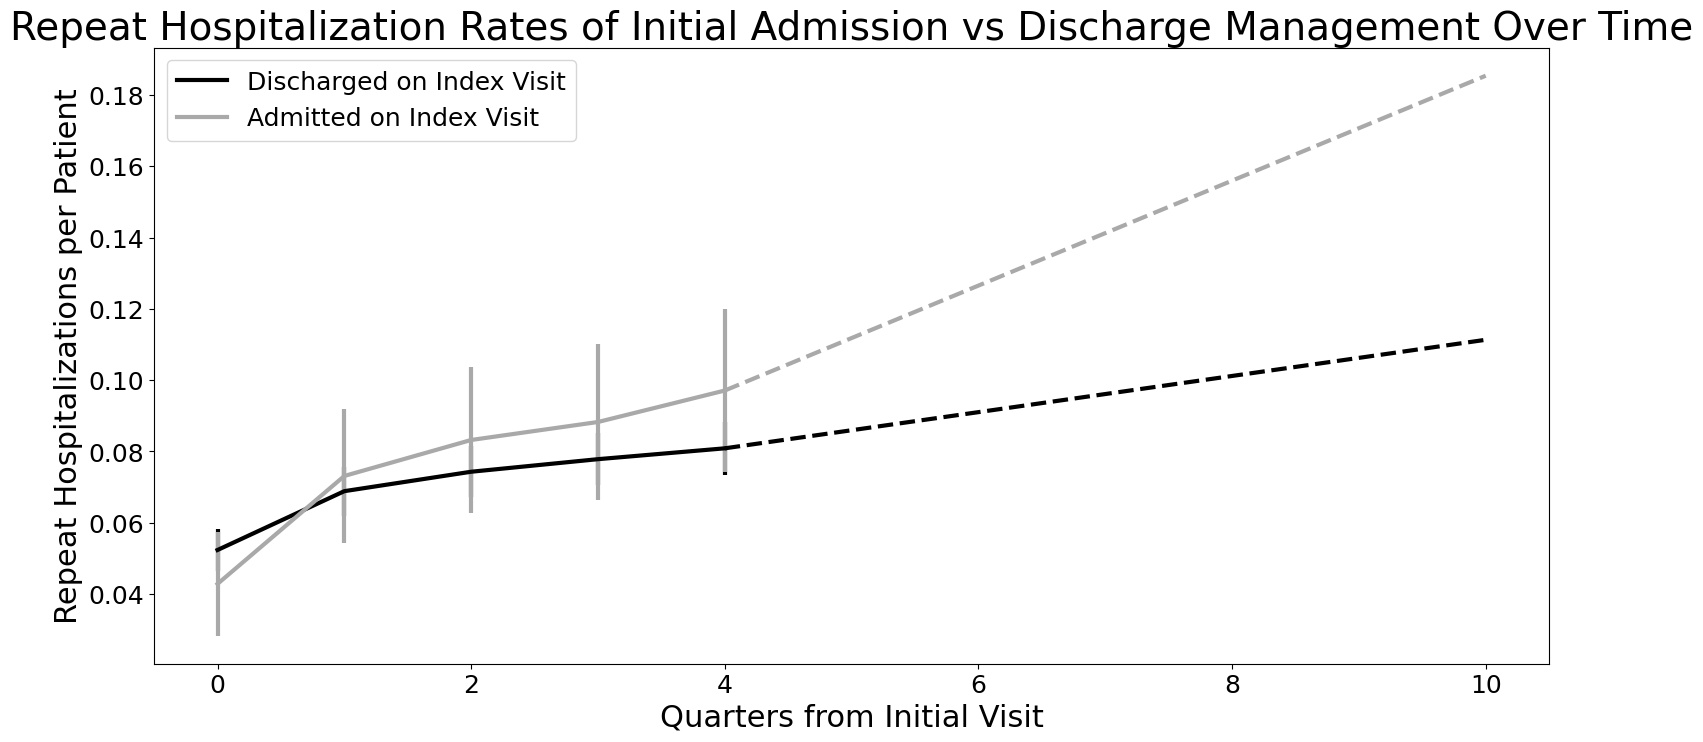 Repeat Hospitalization Rates of Initial Admission vs Discharge Management Over Time
Discharged on Index Visit
Admitted on Index Visit
Repeat Hospitalizations per Patient
0.18
0.16
0.14
0.12
0.10
0.08
0.06
0.04
0 2 4 6 8 10
Quarters from Initial Visit